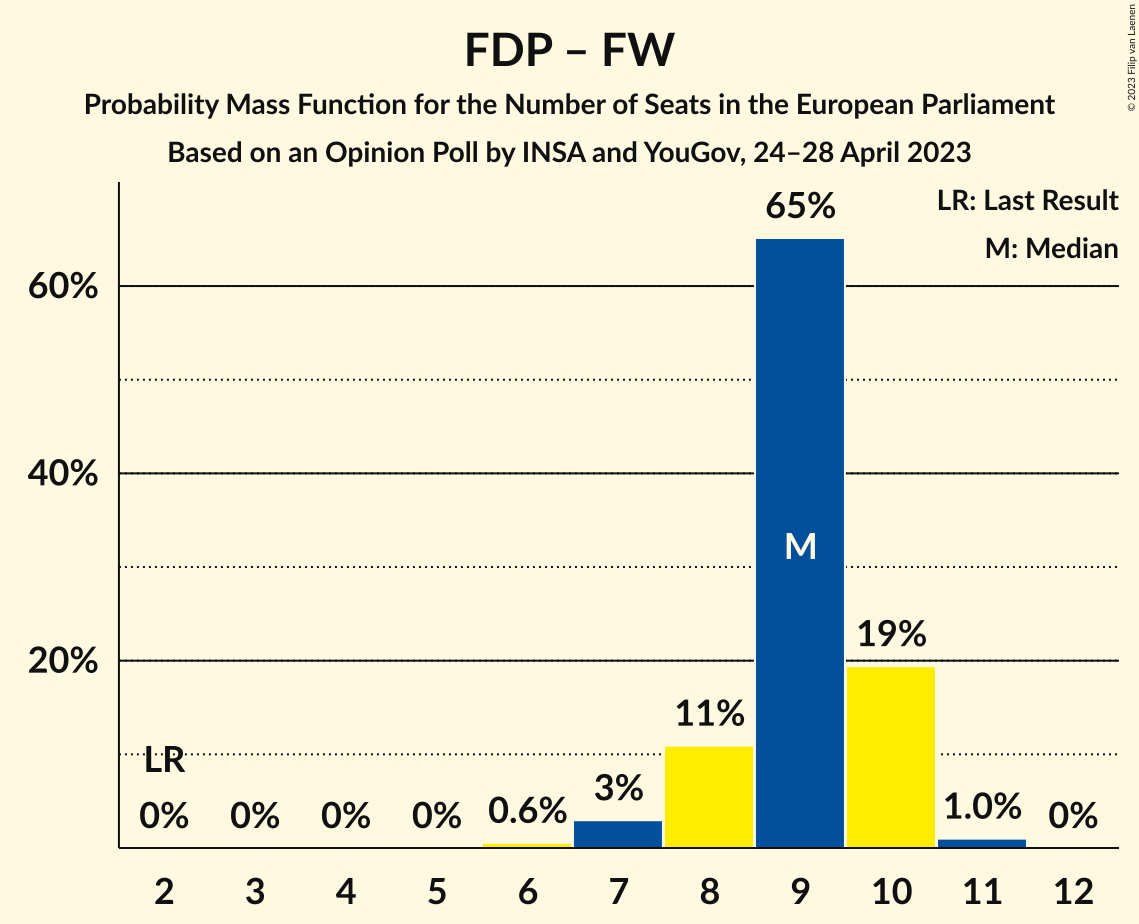 FDP – FW
Probability Mass Function for the Number of Seats in the European Parliament
Based on an Opinion Poll by INSA and YouGov, 24–28 April 2023
© 2023 Filip van Laenen
LR: Last Result
M: Median
60%
40%
20%
LR
0%
0%
0%
0%
0.6%
3%
11%
65%
M
19%
1.0%
0%
2 3 4 5 6 7 8 9 10 11 12